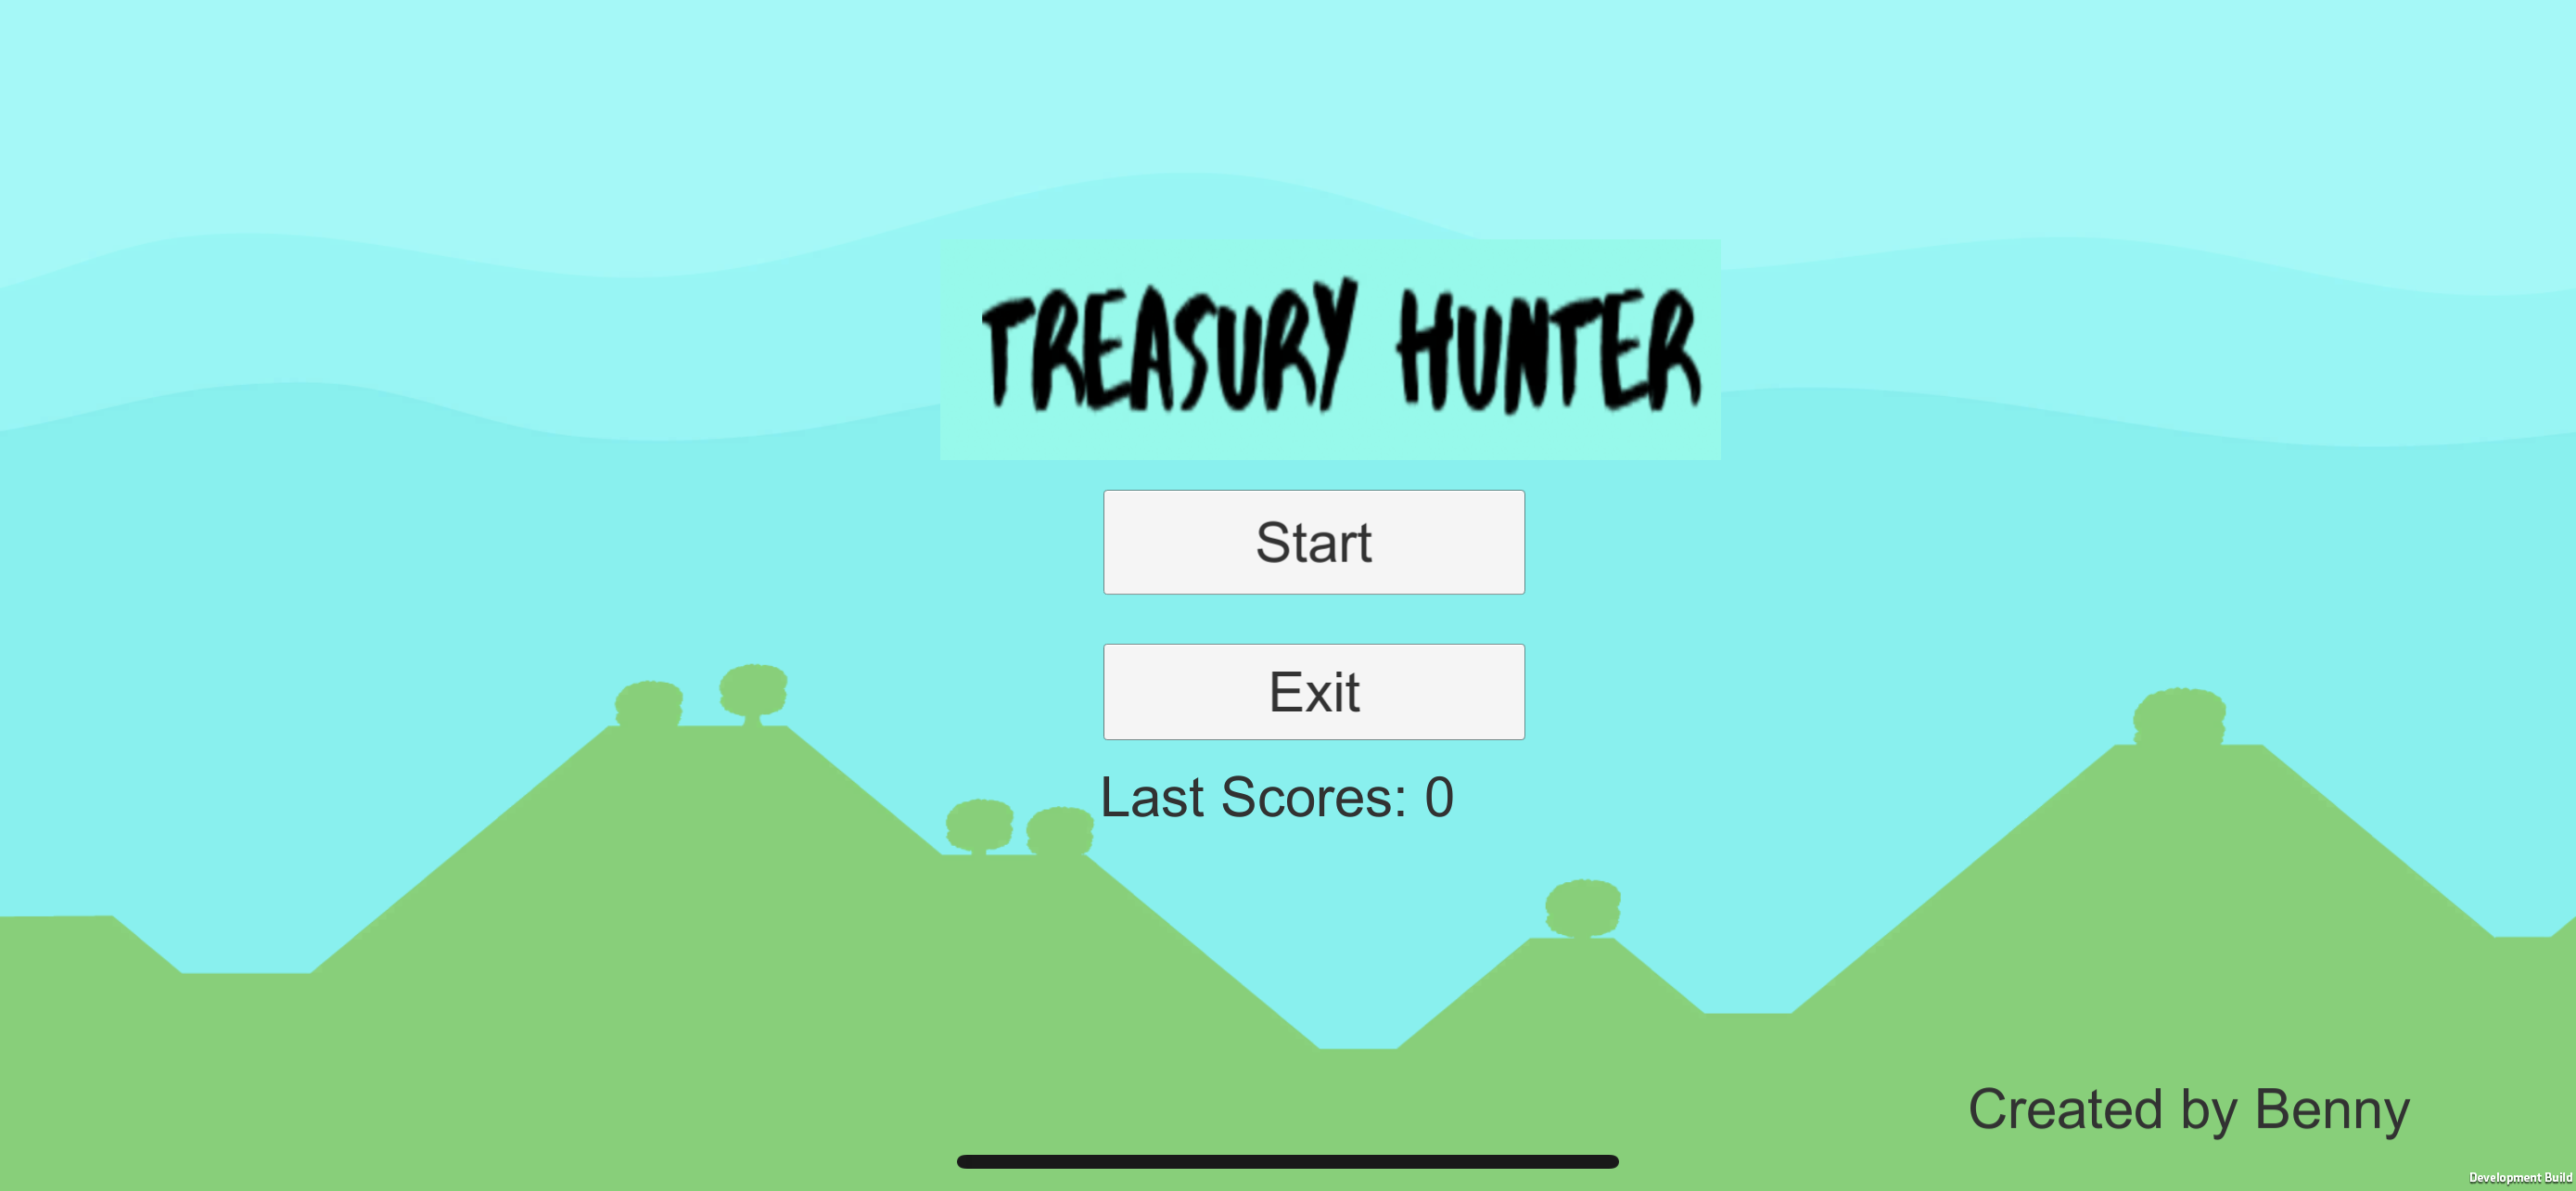 TREASURY HUNTER
Start
Exit
Last Scores: 0
Created by Benny
Development Build